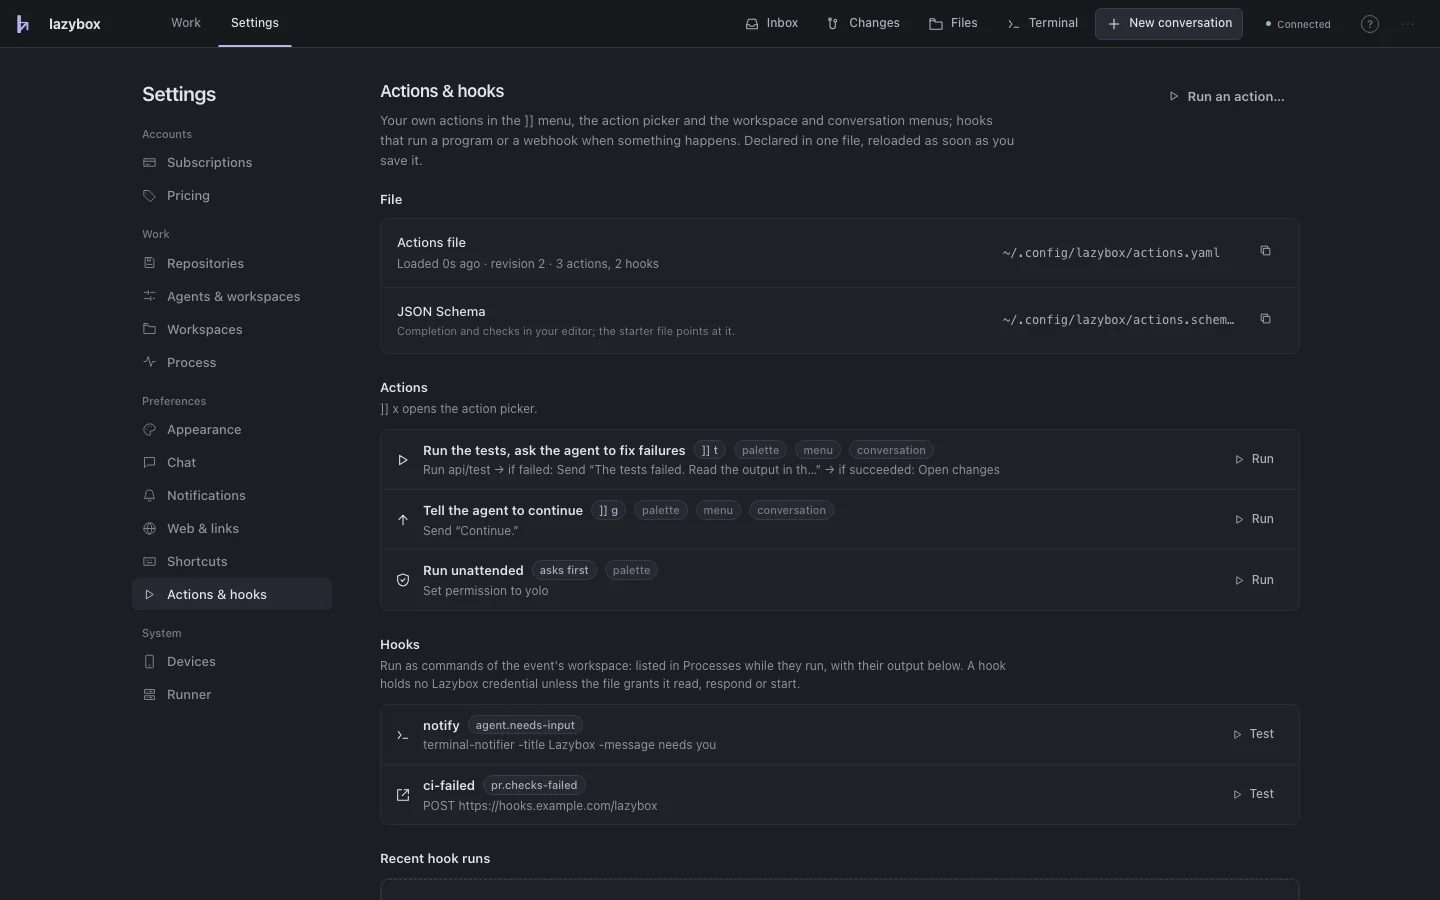 lazybox
Work
Settings
Inbox
Changes
Files
Terminal
New conversation
Connected
Settings
Accounts
Subscriptions
Pricing
Work
Repositories
Agents & workspaces
Workspaces
Process
Preferences
Appearance
Chat
Notifications
Web & links
Shortcuts
Actions & hooks
System
Devices
Runner
Actions & hooks
Run an action...
Your own actions in the ]] menu, the action picker and the workspace and conversation menus; hooks
that run a program or a webhook when something happens. Declared in one file, reloaded as soon as you
save it.
File
Actions file
Loaded 0s ago · revision 2 · 3 actions, 2 hooks
~/.config/lazybox/actions.yaml
JSON Schema
Completion and checks in your editor; the starter file points at it.
~/.config/lazybox/actions.schem…
Actions
]] x opens the action picker.
Run the tests, ask the agent to fix failures ]] t palette menu conversation
Run api/test → if failed: Send “The tests failed. Read the output in th…” → if succeeded: Open changes
Run
Tell the agent to continue ]] g palette menu conversation
Send “Continue.”
Run
Run unattended asks first palette
Set permission to yolo
Run
Hooks
Run as commands of the event's workspace: listed in Processes while they run, with their output below. A hook
holds no Lazybox credential unless the file grants it read, respond or start.
notify agent.needs-input
terminal-notifier -title Lazybox -message needs you
Test
ci-failed pr.checks-failed
POST https://hooks.example.com/lazybox
Test
Recent hook runs